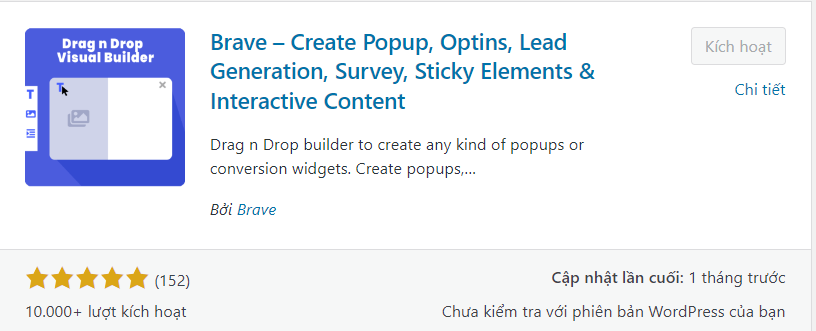 Drag n Drop
Visual Builder
T
T
Brave – Create Popup, Optins, Lead
Generation, Survey, Sticky Elements &
Interactive Content
Kích hoạt
Chi tiết
Drag n Drop builder to create any kind of popups or
conversion widgets. Create popups,...
Bởi Brave
(152)
Cập nhật lần cuối: 1 tháng trước
10.000+ lượt kích hoạt
Chưa kiểm tra với phiên bản WordPress của bạn